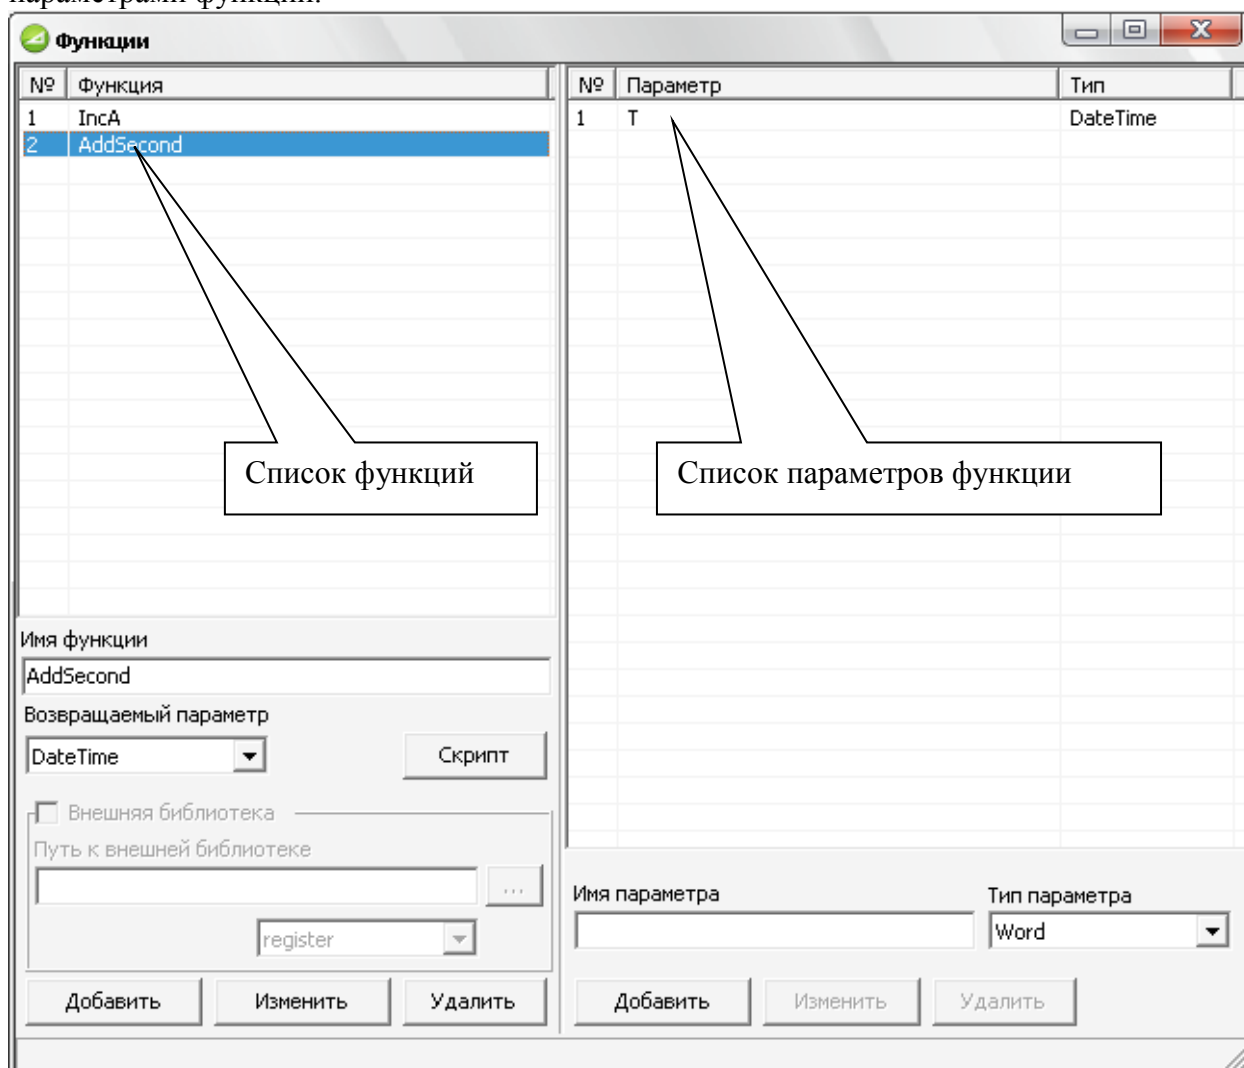 параметрами функции.
Функции
№ Функция
1 IncA
2 AddSecond
Список функций
Имя функции
AddSecond
Возвращаемый параметр
DateTime
Скрипт
Внешняя библиотека
Путь к внешней библиотеке
...
register
Добавить Изменить Удалить
№ Параметр Тип
1 T DateTime
Список параметров функции
Имя параметра Тип параметра
Word
Добавить Изменить Удалить